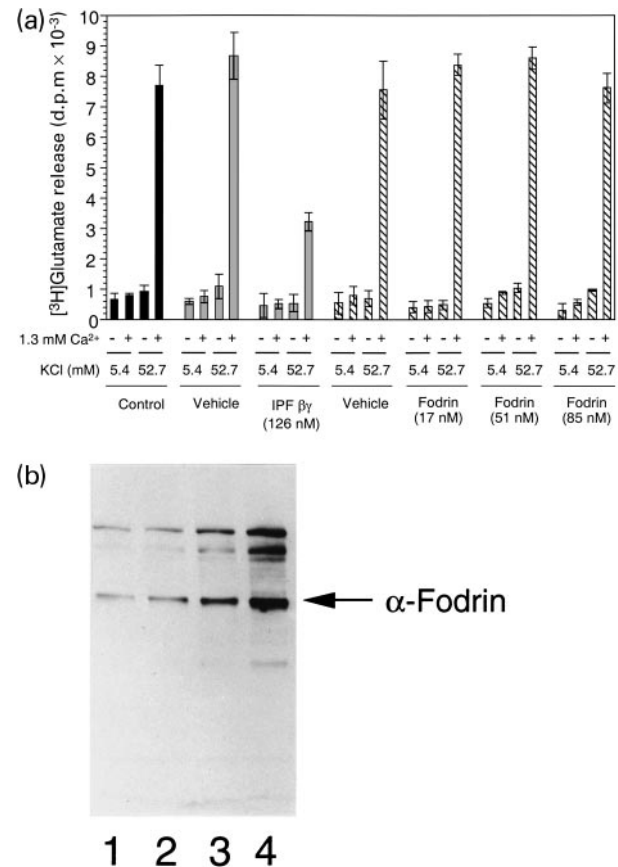 (a)
[³H]Glutamate release (d.p.m × 10⁻³)
10
9
8
7
6
5
4
3
2
1
0
1.3 mM Ca²⁺ - + - + - + - + - + - + - + - + - + - + - + - + - + - +
KCl (mM) 5.4 52.7 5.4 52.7 5.4 52.7 5.4 52.7 5.4 52.7 5.4 52.7 5.4 52.7
Control Vehicle IPF βγ Vehicle Fodrin Fodrin Fodrin
(126 nM) (17 nM) (51 nM) (85 nM)
(b)
α-Fodrin
1 2 3 4